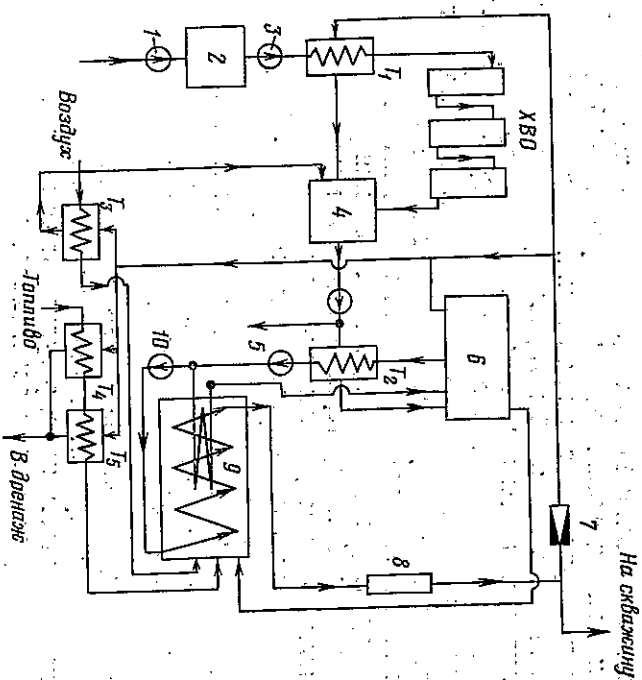 1
2
3
Т₁
ХВО
Воздух
Т₃
4
Топливо
Т₄
10
5
Т₂
6
Т₅
В дренаж
9
8
7
На скважину